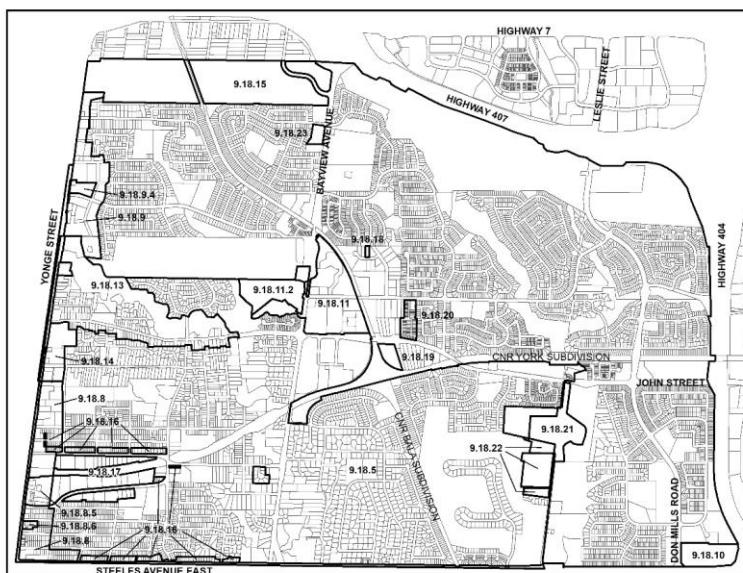 HIGHWAY 7
LESLIE STREET
HIGHWAY 407
9.18.15
9.18.23
BAYVIEW AVENUE
9.18.9.4
9.18.9
YONGE STREET
HIGHWAY 404
9.18.18
9.18.13
9.18.11.2
9.18.11
9.18.20
9.18.14
9.18.19
CNR YORK SUBDIVISION
JOHN STREET
9.18.8
9.18.16
CNR BALA SUBDIVISION
9.18.21
9.18.22
9.18.17
9.18.5
9.18.8.5
9.18.8.6
9.18.8
9.18.16
DON MILLS ROAD
9.18.10
STEELES AVENUE EAST